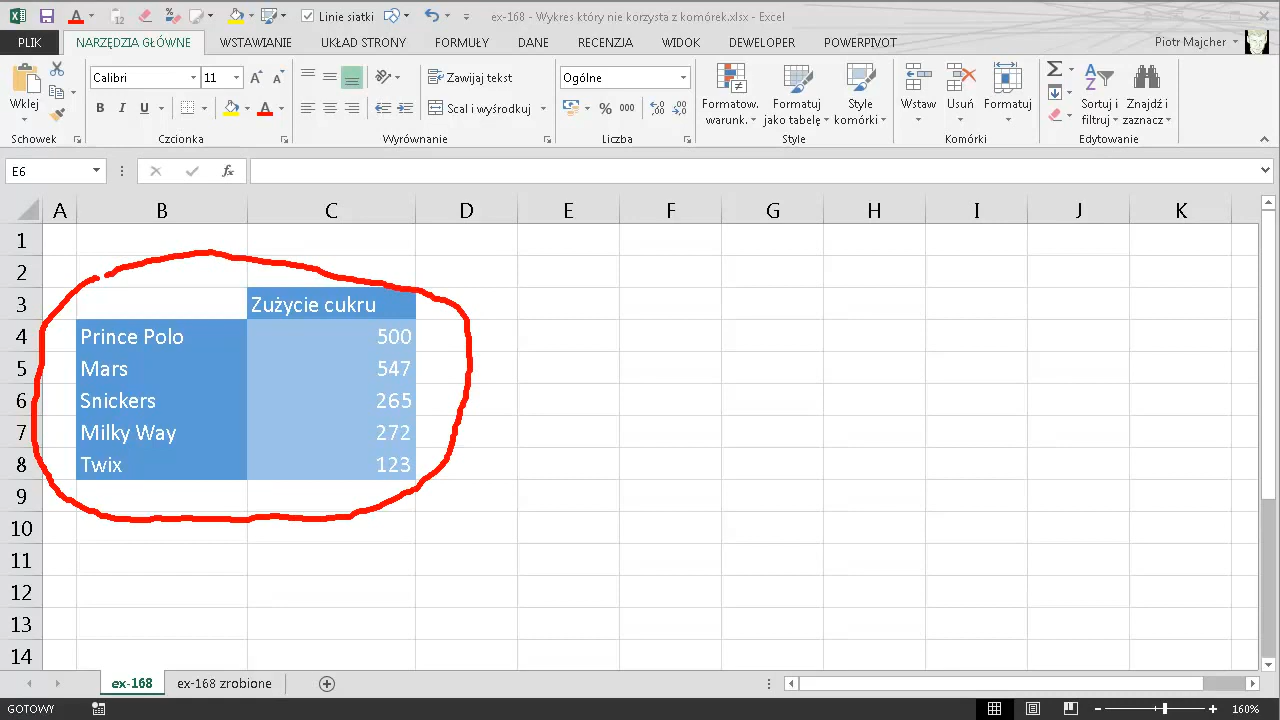 ex-168 - Wykres który nie korzysta z komórek.xlsx - Excel
Linie siatki
PLIK NARZĘDZIA GŁÓWNE WSTAWIANIE UKŁAD STRONY FORMUŁY DANE RECENZJA WIDOK DEWELOPER POWERPIVOT Piotr Majcher
Wklej
Calibri 11
B I U
Zawijaj tekst
Scal i wyśrodkuj
Ogólne
% 000
Formatow. warunk.
Formatuj jako tabelę
Style komórki
Wstaw Usuń Formatuj
Sortuj i filtruj
Znajdź i zaznacz
Schowek Czcionka Wyrównanie Liczba Style Komórki Edytowanie
E6 fx
A B C D E F G H I J K
1
2
3 Zużycie cukru
4 Prince Polo 500
5 Mars 547
6 Snickers 265
7 Milky Way 272
8 Twix 123
9
10
11
12
13
14
ex-168 ex-168 zrobione
GOTOWY 160%